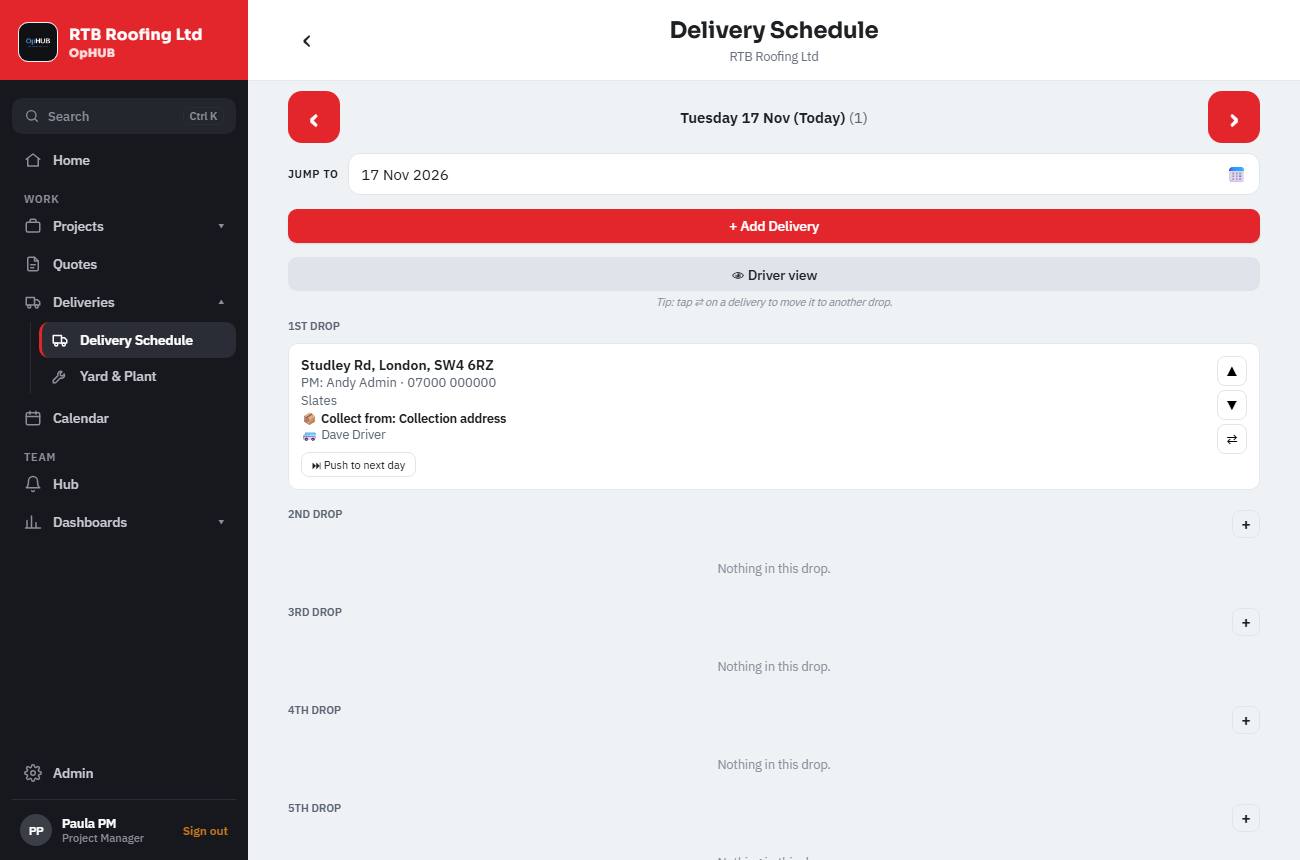 OpHUB
RTB Roofing Ltd
OpHUB
Search
Ctrl K
Home
WORK
Projects
Quotes
Deliveries
Delivery Schedule
Yard & Plant
Calendar
TEAM
Hub
Dashboards
Admin
PP
Paula PM
Project Manager
Sign out
Delivery Schedule
RTB Roofing Ltd
Tuesday 17 Nov (Today) (1)
JUMP TO
17 Nov 2026
+ Add Delivery
Driver view
Tip: tap ⇄ on a delivery to move it to another drop.
1ST DROP
Studley Rd, London, SW4 6RZ
PM: Andy Admin · 07000 000000
Slates
Collect from: Collection address
Dave Driver
Push to next day
2ND DROP
+
Nothing in this drop.
3RD DROP
+
Nothing in this drop.
4TH DROP
+
Nothing in this drop.
5TH DROP
+